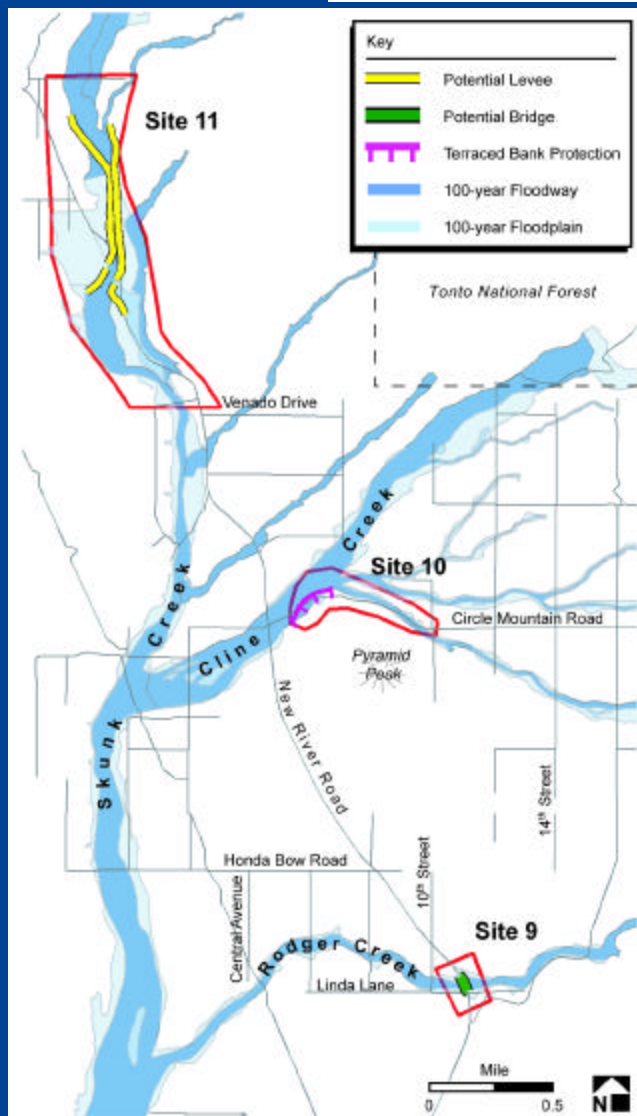 Key
Potential Levee
Potential Bridge
Terraced Bank Protection
100-year Floodway
100-year Floodplain
Site 11
Tonto National Forest
Venado Drive
Skunk Creek
Cline Creek
Site 10
Circle Mountain Road
Pyramid
Peak
New River Road
14th Street
Honda Bow Road
10th Street
Central Avenue
Site 9
Rodger Creek
Linda Lane
Mile
0 0.5
N